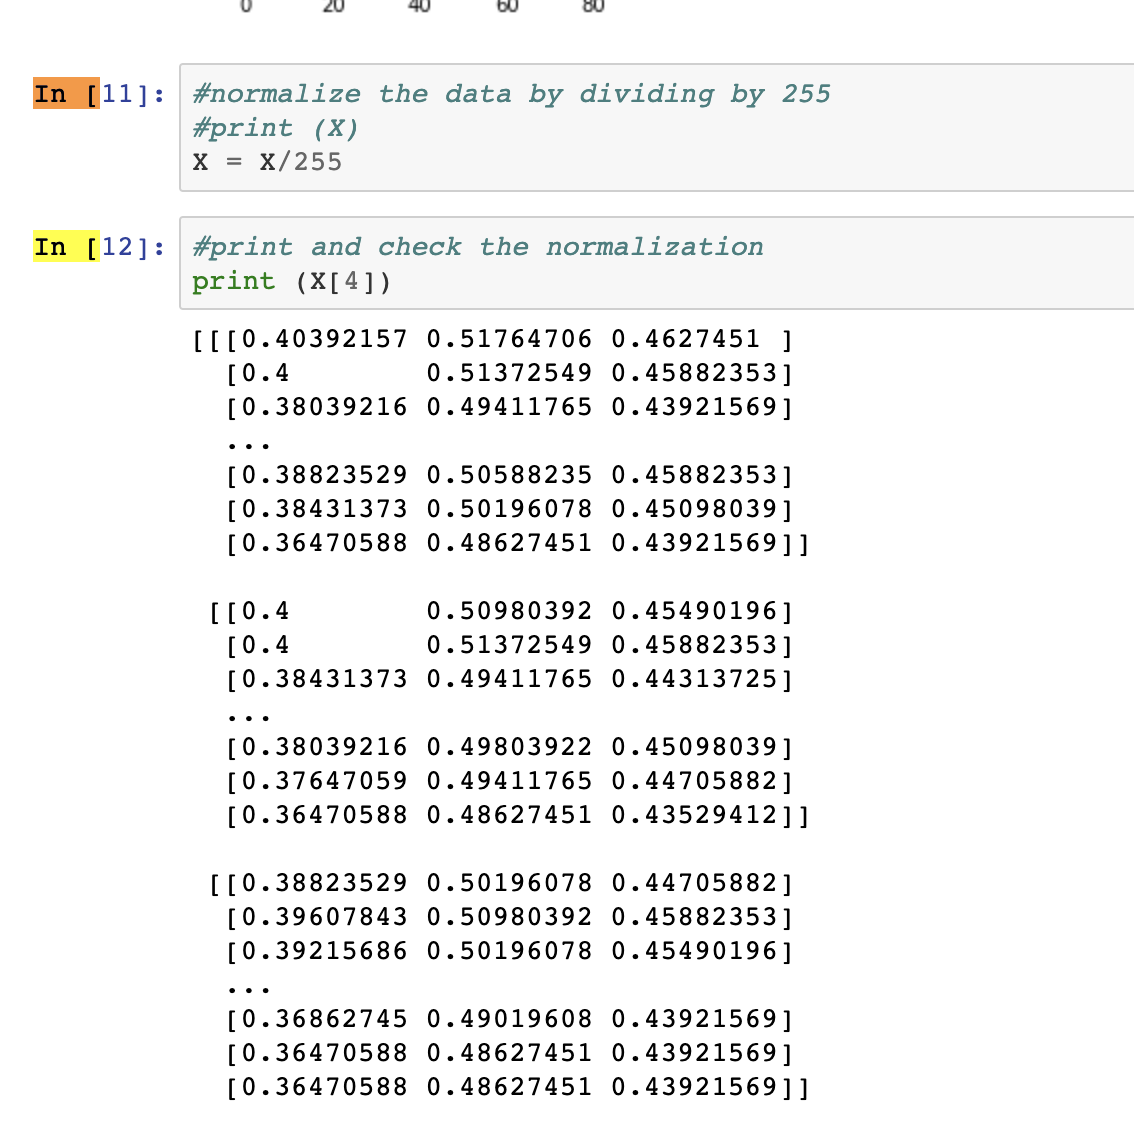 0 20 40 60 80
In [11]: #normalize the data by dividing by 255
#print (X)
X = X/255
In [12]: #print and check the normalization
print (X[4])
[[[0.40392157 0.51764706 0.4627451 ]
[0.4 0.51372549 0.45882353]
[0.38039216 0.49411765 0.43921569]
...
[0.38823529 0.50588235 0.45882353]
[0.38431373 0.50196078 0.45098039]
[0.36470588 0.48627451 0.43921569]]
[[0.4 0.50980392 0.45490196]
[0.4 0.51372549 0.45882353]
[0.38431373 0.49411765 0.44313725]
...
[0.38039216 0.49803922 0.45098039]
[0.37647059 0.49411765 0.44705882]
[0.36470588 0.48627451 0.43529412]]
[[0.38823529 0.50196078 0.44705882]
[0.39607843 0.50980392 0.45882353]
[0.39215686 0.50196078 0.45490196]
...
[0.36862745 0.49019608 0.43921569]
[0.36470588 0.48627451 0.43921569]
[0.36470588 0.48627451 0.43921569]]